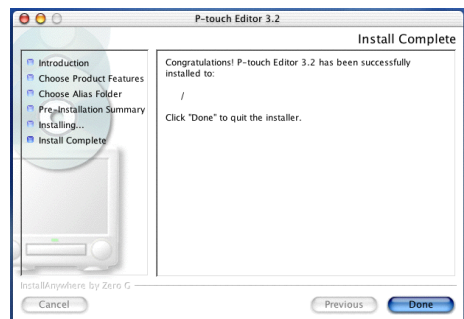 P-touch Editor 3.2
Install Complete
Introduction
Choose Product Features
Choose Alias Folder
Pre-Installation Summary
Installing...
Install Complete
Congratulations! P-touch Editor 3.2 has been successfully
installed to:
/
Click "Done" to quit the installer.
InstallAnywhere by Zero G
Cancel
Previous
Done